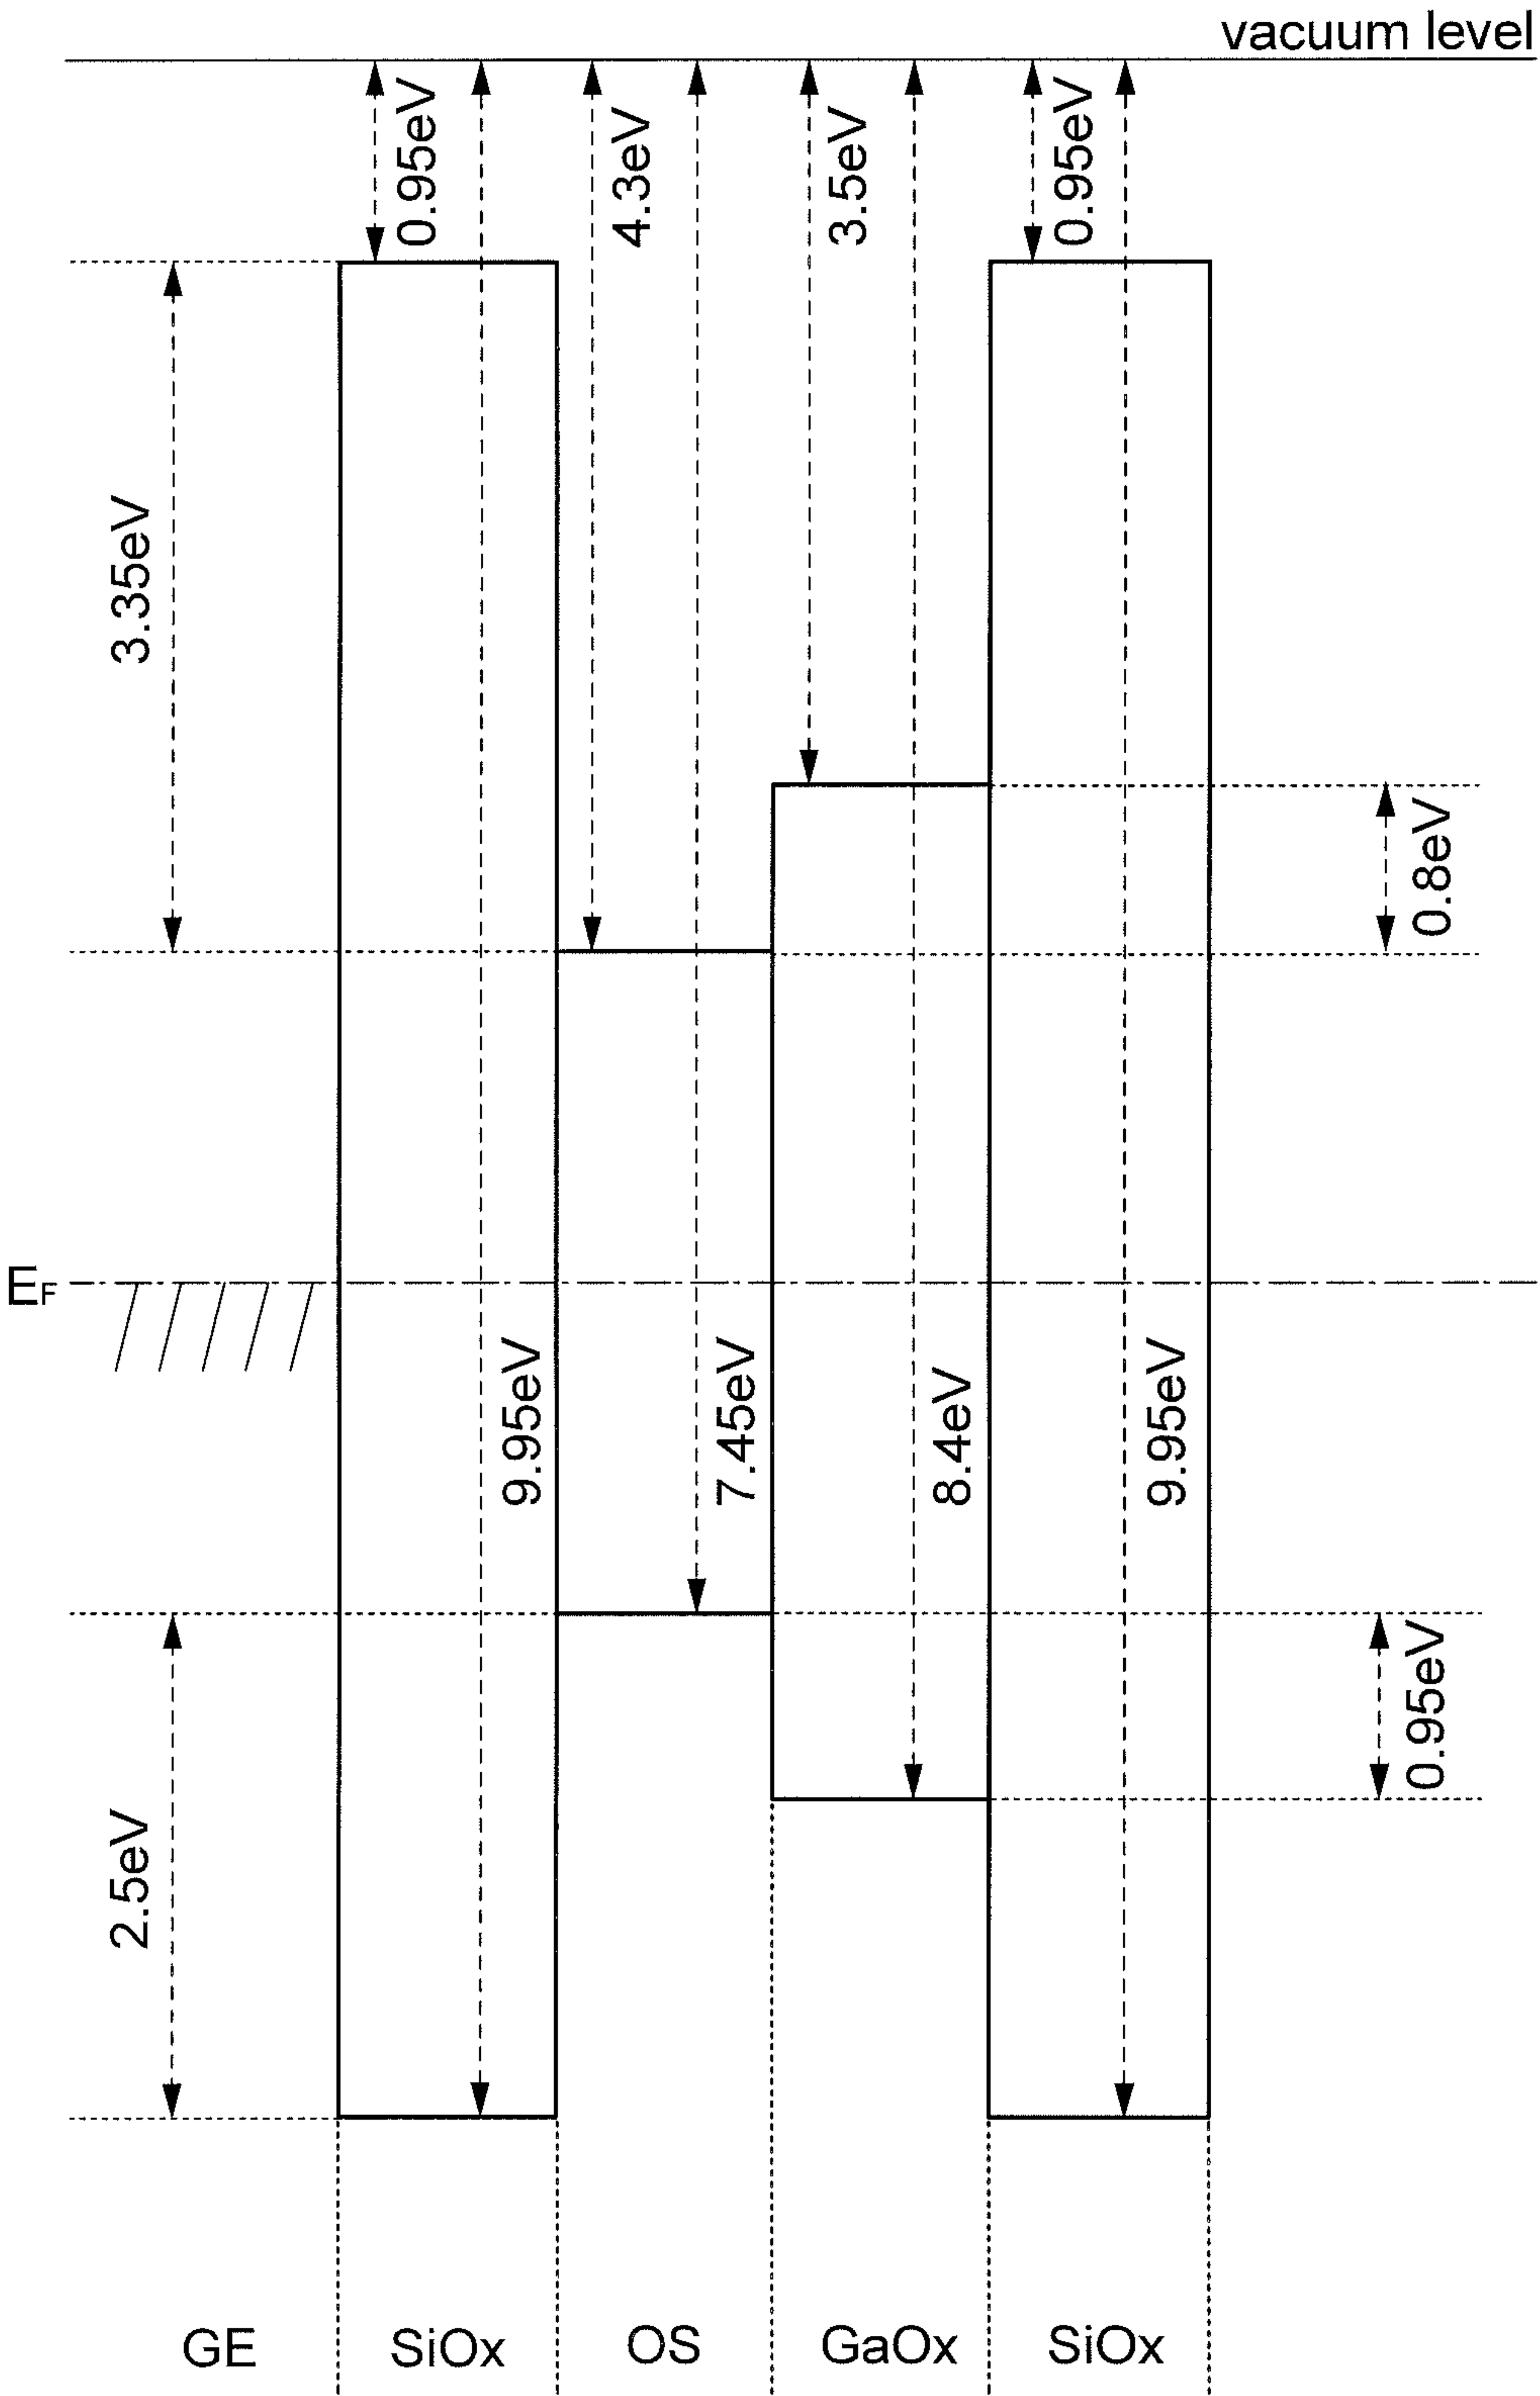 vacuum level
0.95eV
4.3eV
3.5eV
0.95eV
3.35eV
0.8eV
EF
9.95eV
7.45eV
8.4eV
9.95eV
2.5eV
0.95eV
GE
SiOx
OS
GaOx
SiOx